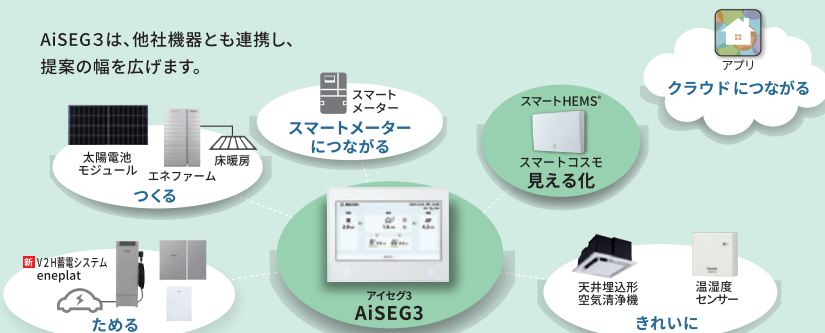 AiSEG3は、他社機器とも連携し、
提案の幅を広げます。
アプリ
クラウドにつながる
スマート
メーター
スマートメーター
につながる
スマートHEMS®
スマートコスモ
見える化
太陽電池
モジュール
エネファーム
床暖房
つくる
アイセグ3
AiSEG3
新 V2H蓄電システム
eneplat
ためる
天井埋込形
空気清浄機
温湿度
センサー
きれいに